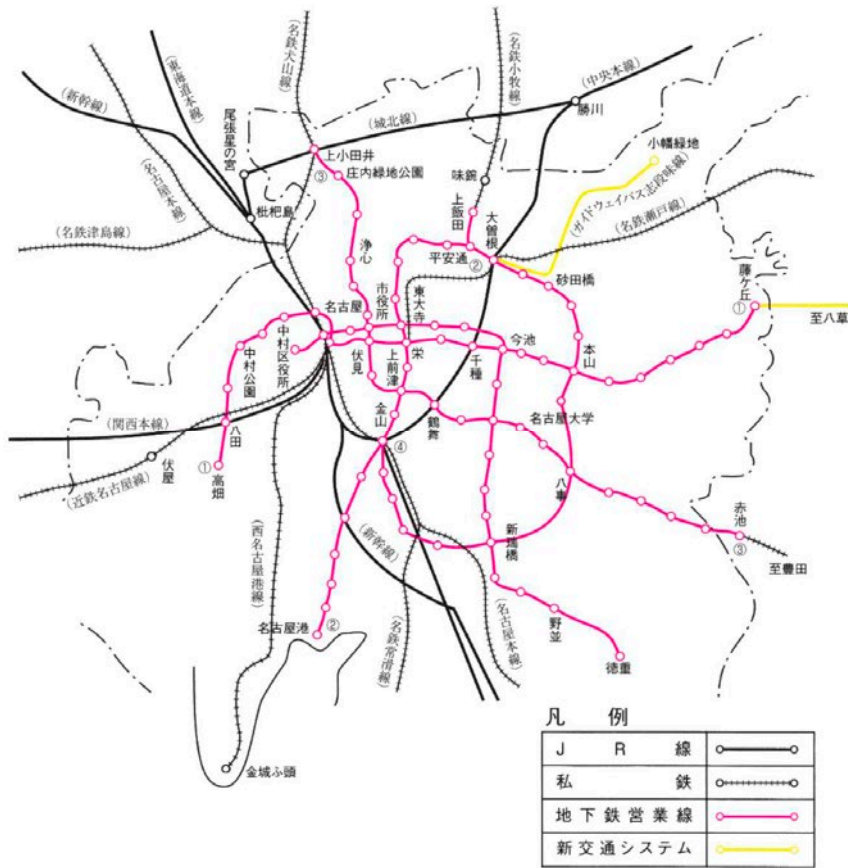 (新幹線)
(東海道本線)
(名鉄犬山線)
(名鉄小牧線)
(中央本線)
勝川
(城北線)
尾張星の宮
上小田井
③
庄内緑地公園
(名古屋本線)
枇杷島
味鋺
上飯田
小幡緑地
(ガイドウェイバス志段味線)
(名鉄瀬戸線)
(名鉄津島線)
浄心
大曽根
平安通
②
砂田橋
藤ケ丘
①
至八草
名古屋
市役所
東大寺
中村区役所
中村公園
伏見
上前津
栄
千種
今池
本山
金山
鶴舞
名古屋大学
(関西本線)
八田
伏屋
①
高畑
(近鉄名古屋線)
④
八事
赤池
③
至豊田
(西名古屋港線)
(新幹線)
新瑞橋
名古屋港
②
(名鉄常滑線)
(名古屋本線)
野並
徳重
金城ふ頭
凡 例
J R 線
私 鉄
地下鉄営業線
新交通システム